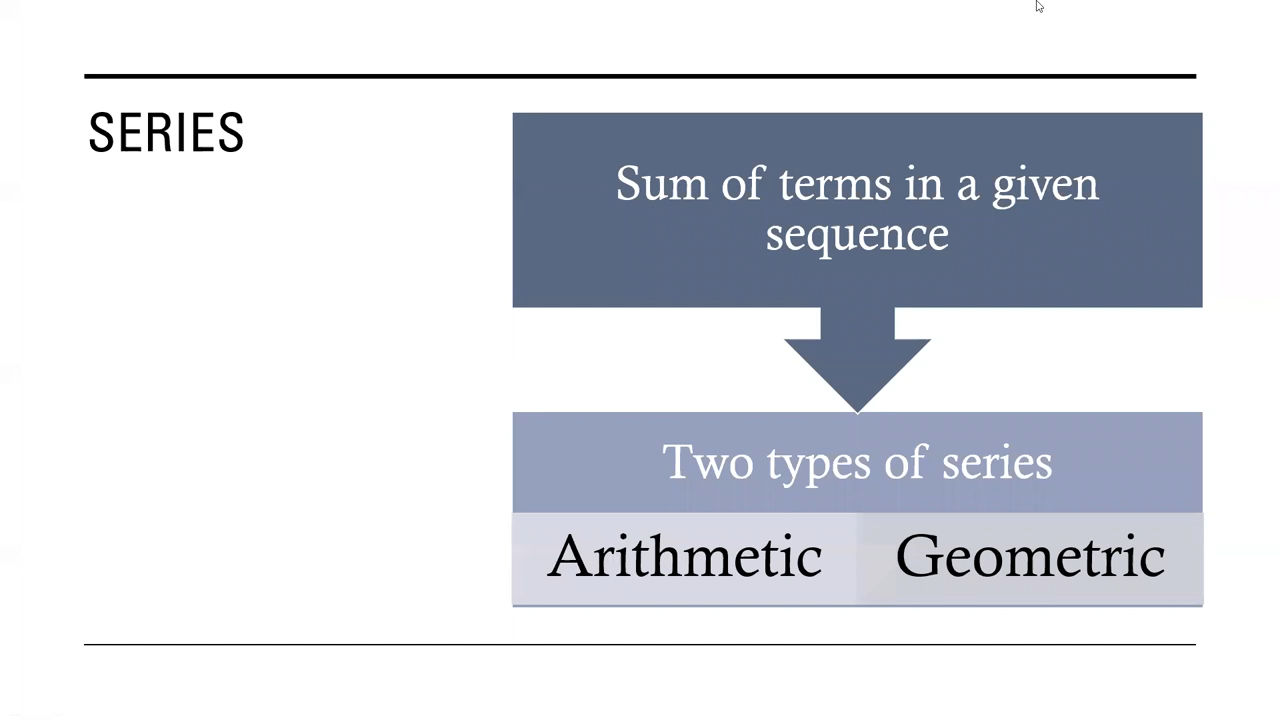 SERIES
Sum of terms in a given
sequence
Two types of series
Arithmetic
Geometric